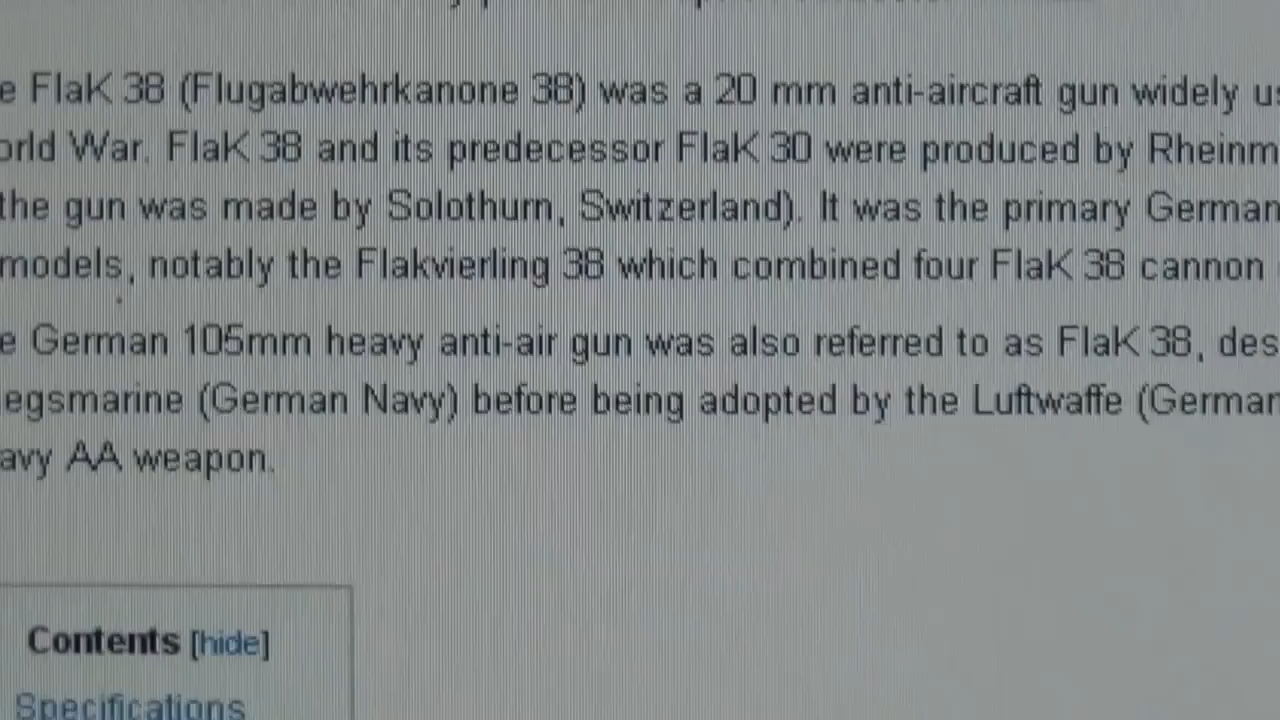 e FlaK 38 (Flugabwehrkanone 38) was a 20 mm anti-aircraft gun widely us
orld War. FlaK 38 and its predecessor FlaK 30 were produced by Rheinm
the gun was made by Solothurn, Switzerland). It was the primary German
models, notably the Flakvierling 38 which combined four FlaK 38 cannon
e German 105mm heavy anti-air gun was also referred to as FlaK 38, des
egsmarine (German Navy) before being adopted by the Luftwaffe (German
avy AA weapon.
Contents [hide]
Specifications